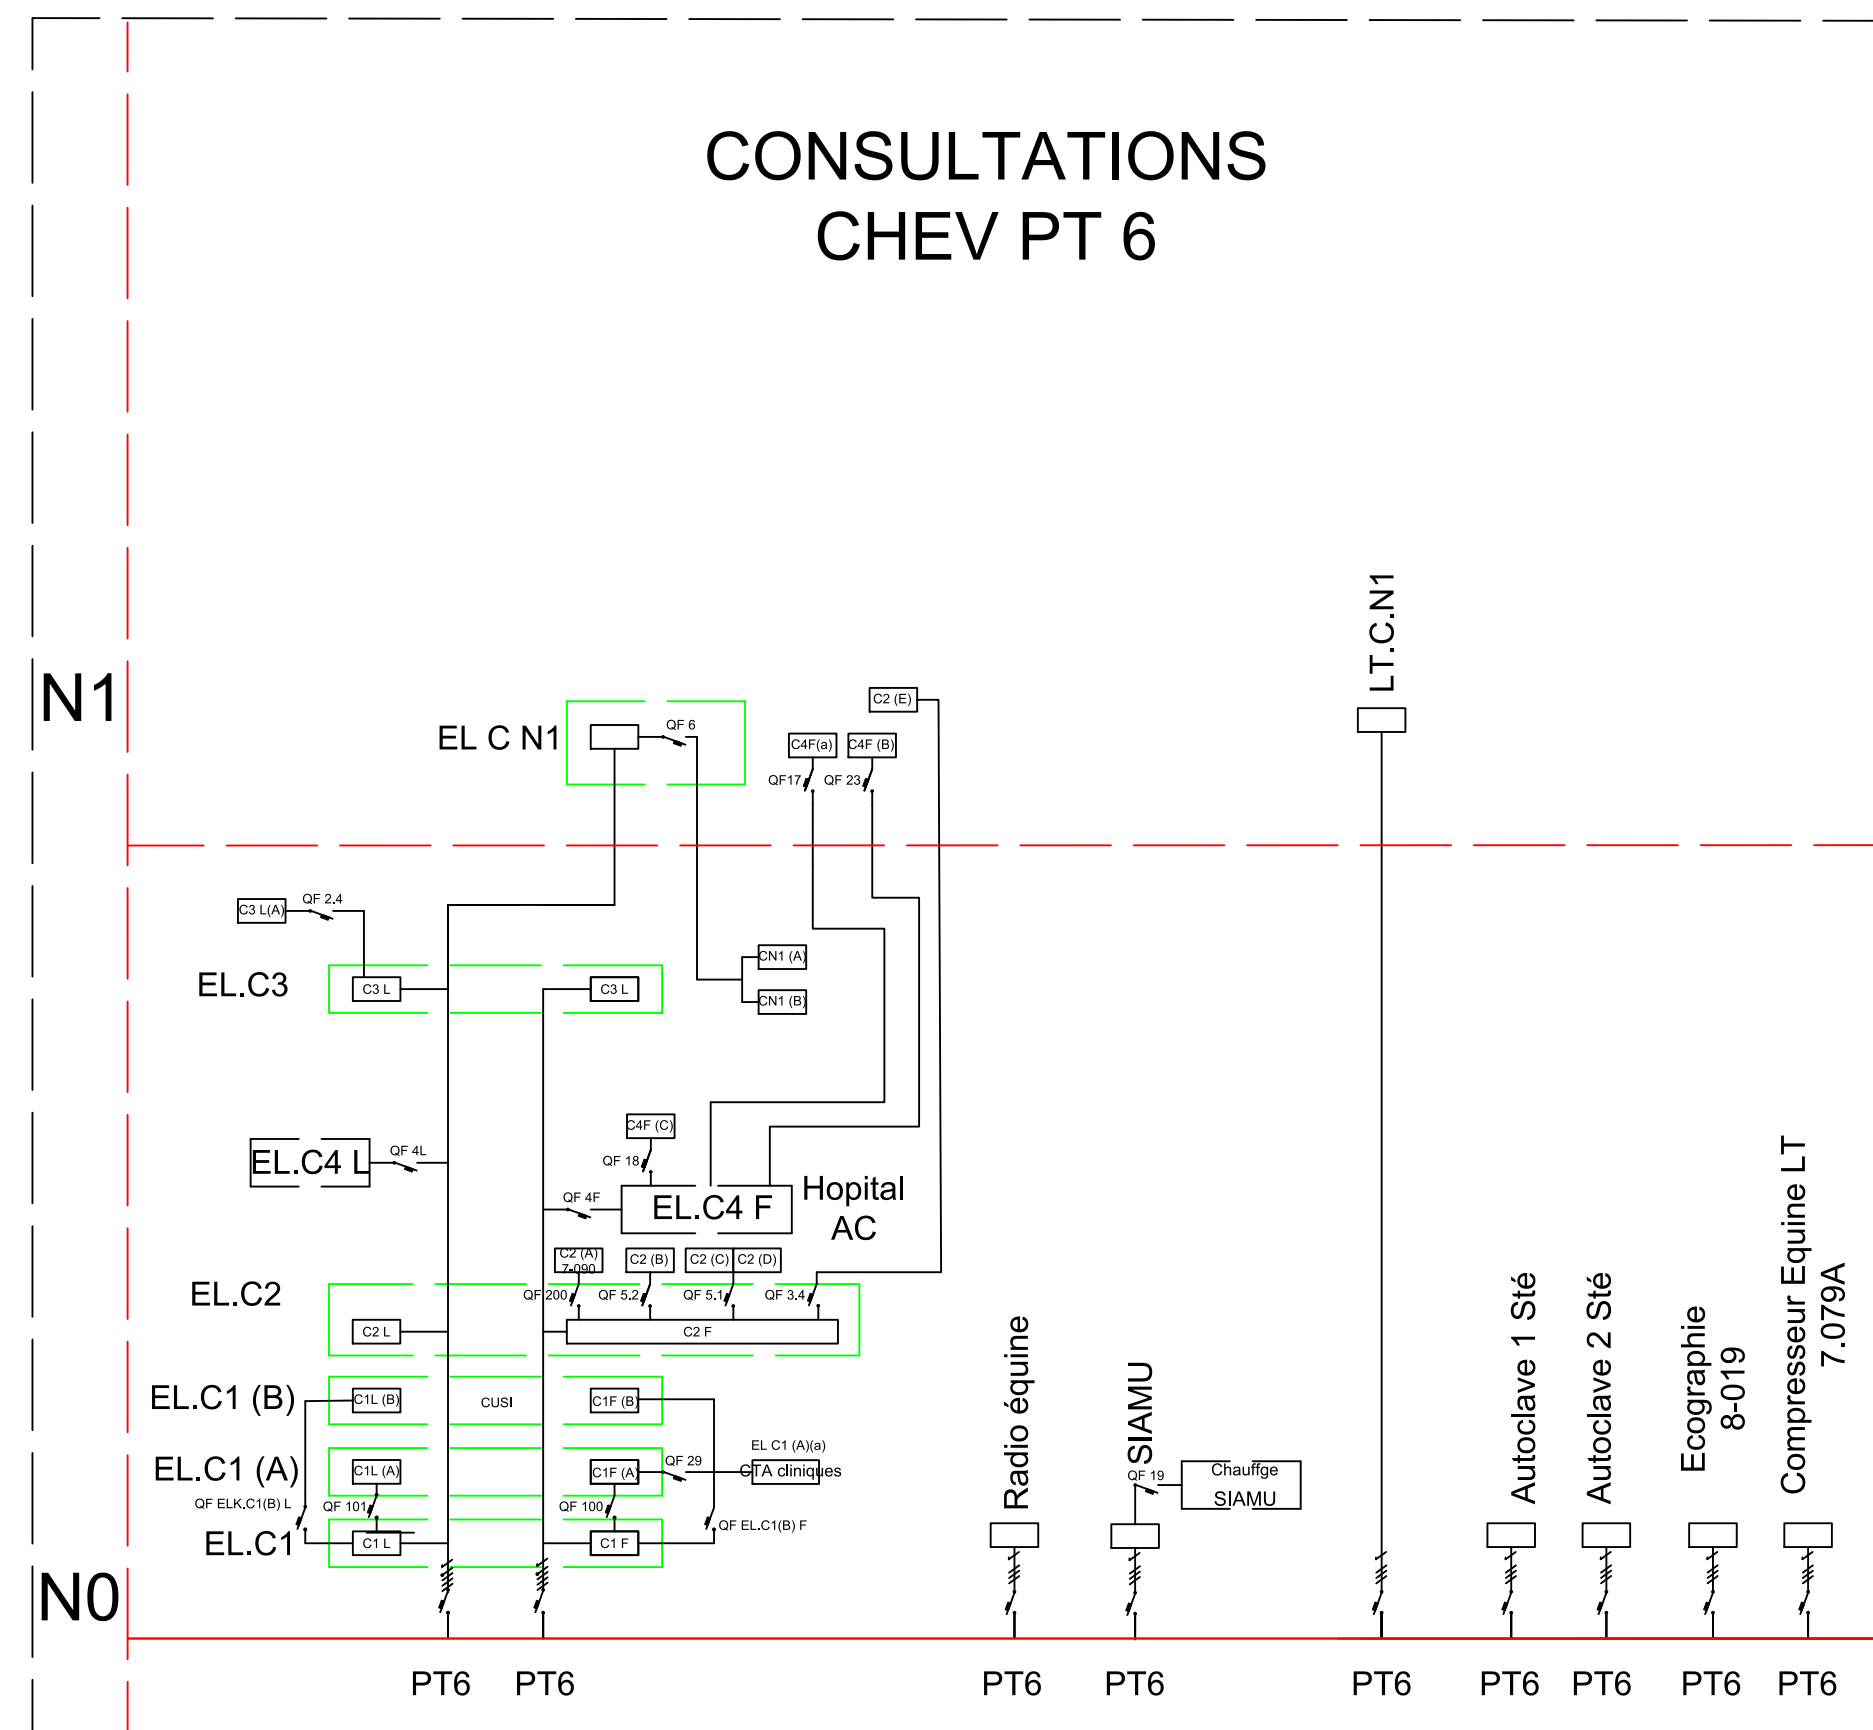 CONSULTATIONS
CHEV PT 6
LT.C.N1
N1
EL C N1
QF 6
C2 (E)
C4F(a)
C4F (B)
QF17
QF 23
C3 L(A)
QF 2.4
EL.C3
C3 L
C3 L
CN1 (A)
CN1 (B)
C4F (C)
QF 18
EL.C4 L
QF 4L
QF 4F
EL.C4 F
Hopital
AC
C2 (A)
7-090
C2 (B)
C2 (C)
C2 (D)
EL.C2
QF 200
QF 5.2
QF 5.1
QF 3.4
C2 L
C2 F
EL.C1 (B)
C1L (B)
CUSI
C1F (B)
EL.C1 (A)
C1L (A)
C1F (A)
QF 29
EL C1 (A)(a)
CTA cliniques
QF ELK.C1(B) L
QF 101
QF 100
QF EL.C1(B) F
EL.C1
C1 L
C1 F
N0
Radio équine
SIAMU
QF 19
Chauffge
SIAMU
Autoclave 1 Sté
Autoclave 2 Sté
Ecographie
8-019
Compresseur Equine LT
7.079A
PT6
PT6
PT6
PT6
PT6
PT6
PT6
PT6
PT6